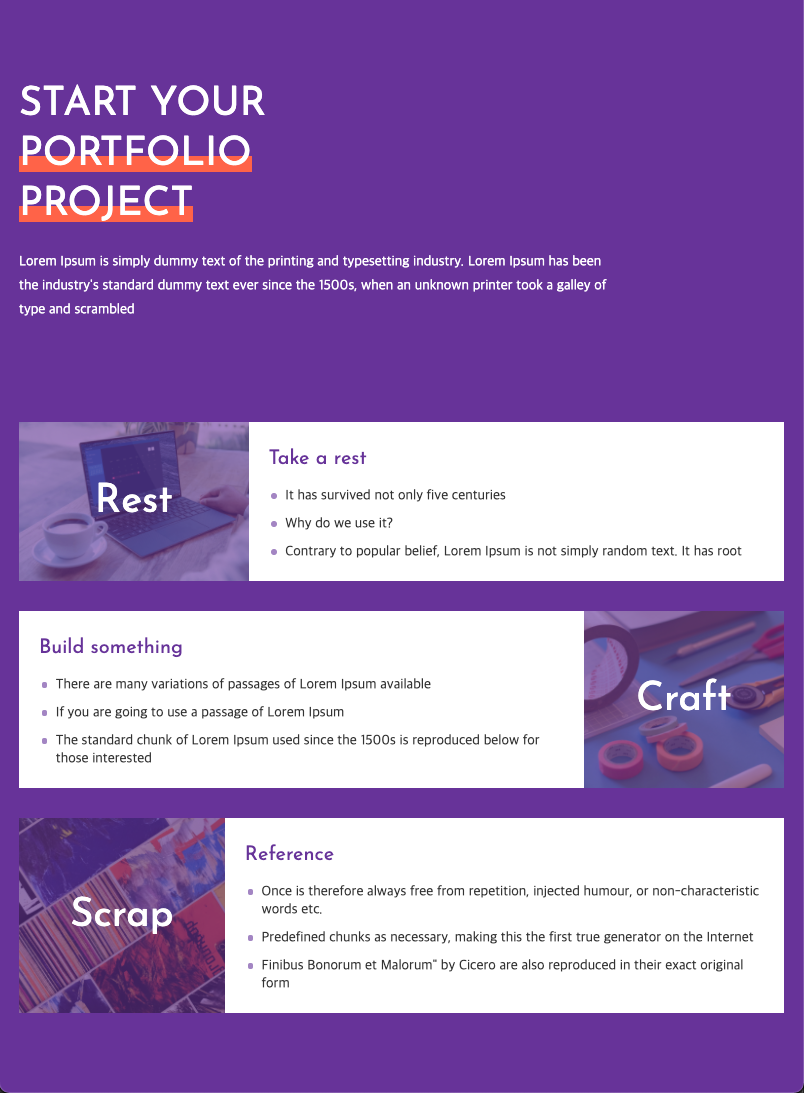 START YOUR
PORTFOLIO
PROJECT
Lorem Ipsum is simply dummy text of the printing and typesetting industry. Lorem Ipsum has been
the industry's standard dummy text ever since the 1500s, when an unknown printer took a galley of
type and scrambled
Rest
Take a rest
It has survived not only five centuries
Why do we use it?
Contrary to popular belief, Lorem Ipsum is not simply random text. It has root
Build something
There are many variations of passages of Lorem Ipsum available
If you are going to use a passage of Lorem Ipsum
The standard chunk of Lorem Ipsum used since the 1500s is reproduced below for
those interested
Craft
Scrap
Reference
Once is therefore always free from repetition, injected humour, or non-characteristic
words etc.
Predefined chunks as necessary, making this the first true generator on the Internet
Finibus Bonorum et Malorum" by Cicero are also reproduced in their exact original
form